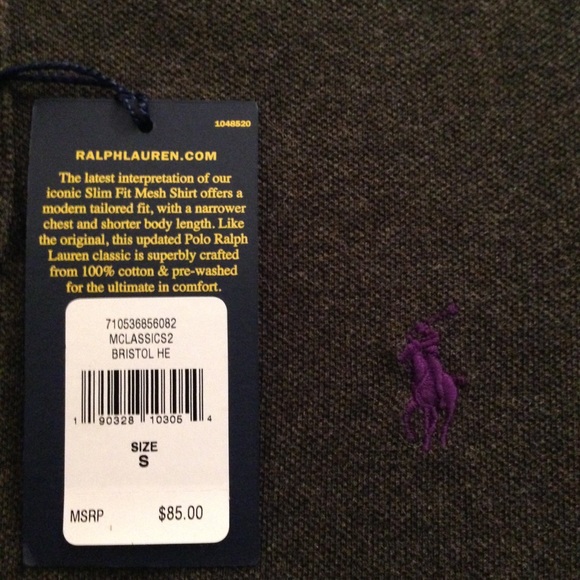 1048520
RALPHLAUREN.COM
The latest interpretation of our
iconic Slim Fit Mesh Shirt offers a
modern tailored fit, with a narrower
chest and shorter body length. Like
the original, this updated Polo Ralph
Lauren classic is superbly crafted
from 100% cotton & pre-washed
for the ultimate in comfort.
710536856082
MCLASSICS2
BRISTOL HE
1 90328 10305 4
SIZE
S
MSRP $85.00